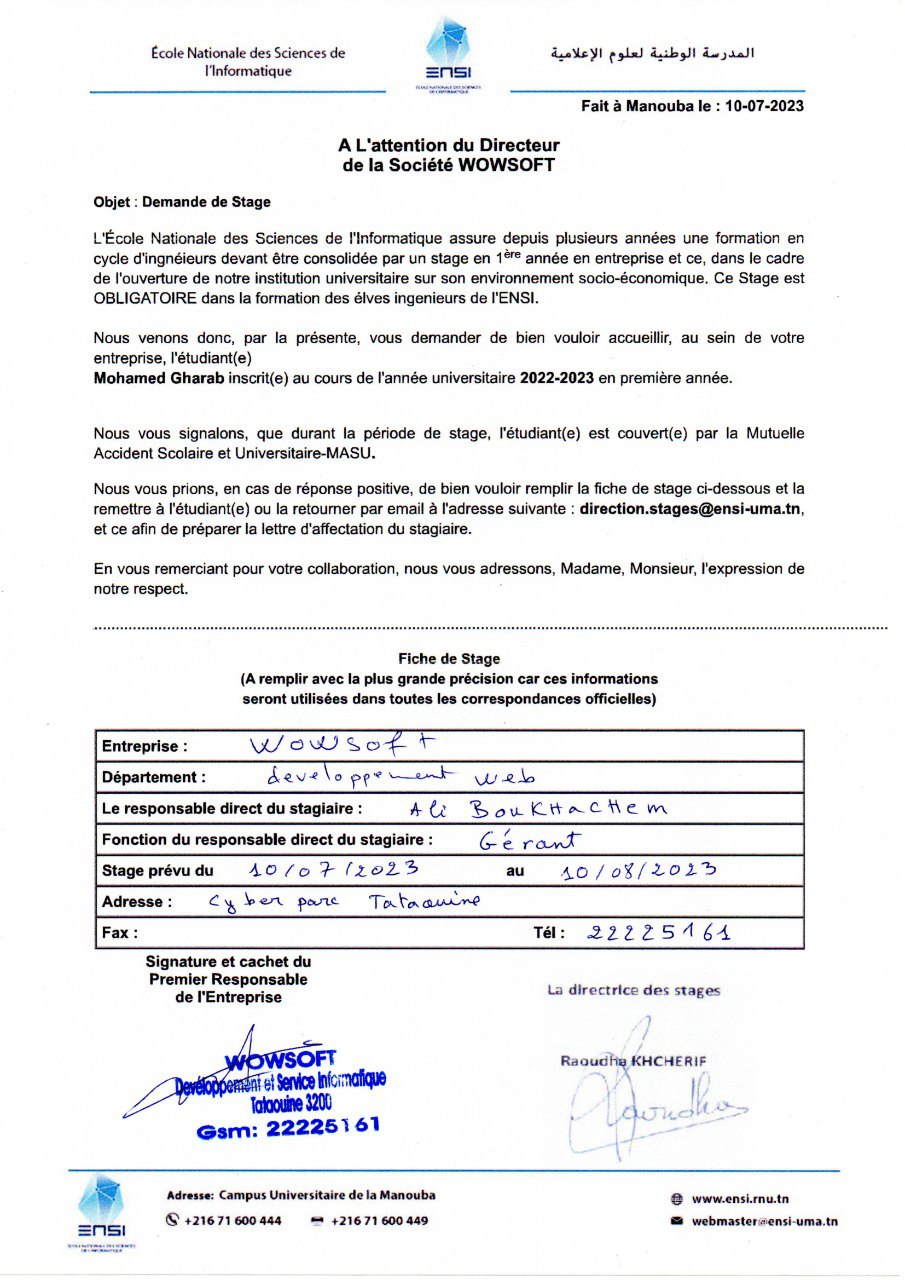 École Nationale des Sciences de
l'Informatique
ENSI
ÉCOLE NATIONALE DES SCIENCES
DE L'INFORMATIQUE
المدرسة الوطنية لعلوم الإعلامية
Fait à Manouba le : 10-07-2023
A L'attention du Directeur
de la Société WOWSOFT
Objet : Demande de Stage
L'École Nationale des Sciences de l'Informatique assure depuis plusieurs années une formation en
cycle d'ingnéieurs devant être consolidée par un stage en 1ère année en entreprise et ce, dans le cadre
de l'ouverture de notre institution universitaire sur son environnement socio-économique. Ce Stage est
OBLIGATOIRE dans la formation des élves ingenieurs de l'ENSI.
Nous venons donc, par la présente, vous demander de bien vouloir accueillir, au sein de votre
entreprise, l'étudiant(e)
Mohamed Gharab inscrit(e) au cours de l'année universitaire 2022-2023 en première année.
Nous vous signalons, que durant la période de stage, l'étudiant(e) est couvert(e) par la Mutuelle
Accident Scolaire et Universitaire-MASU.
Nous vous prions, en cas de réponse positive, de bien vouloir remplir la fiche de stage ci-dessous et la
remettre à l'étudiant(e) ou la retourner par email à l'adresse suivante : direction.stages@ensi-uma.tn,
et ce afin de préparer la lettre d'affectation du stagiaire.
En vous remerciant pour votre collaboration, nous vous adressons, Madame, Monsieur, l'expression de
notre respect.
Fiche de Stage
(A remplir avec la plus grande précision car ces informations
seront utilisées dans toutes les correspondances officielles)
Entreprise : WOWSOFT
Département : developpement web
Le responsable direct du stagiaire : Ali BOUKHACHEM
Fonction du responsable direct du stagiaire : Gérant
Stage prévu du 10/07/2023 au 10/08/2023
Adresse : Cyber parc Tataouine
Fax : Tél : 22225161
Signature et cachet du
Premier Responsable
de l'Entreprise
La directrice des stages
WOWSOFT
Developpement et Service Informatique
Tataouine 3200
Gsm: 22225161
Raoudha KHCHERIF
Raoudha
ENSI
ÉCOLE NATIONALE DES SCIENCES
DE L'INFORMATIQUE
Adresse: Campus Universitaire de la Manouba
+216 71 600 444 +216 71 600 449
www.ensi.rnu.tn
webmaster@ensi-uma.tn